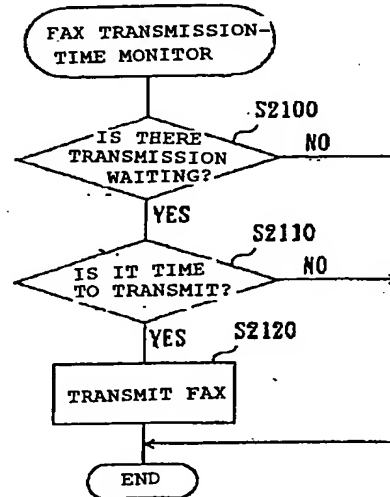 FAX TRANSMISSION-
TIME MONITOR
S2100
IS THERE
TRANSMISSION
WAITING?
NO
YES
S2110
IS IT TIME
TO TRANSMIT?
NO
YES
S2120
TRANSMIT FAX
END